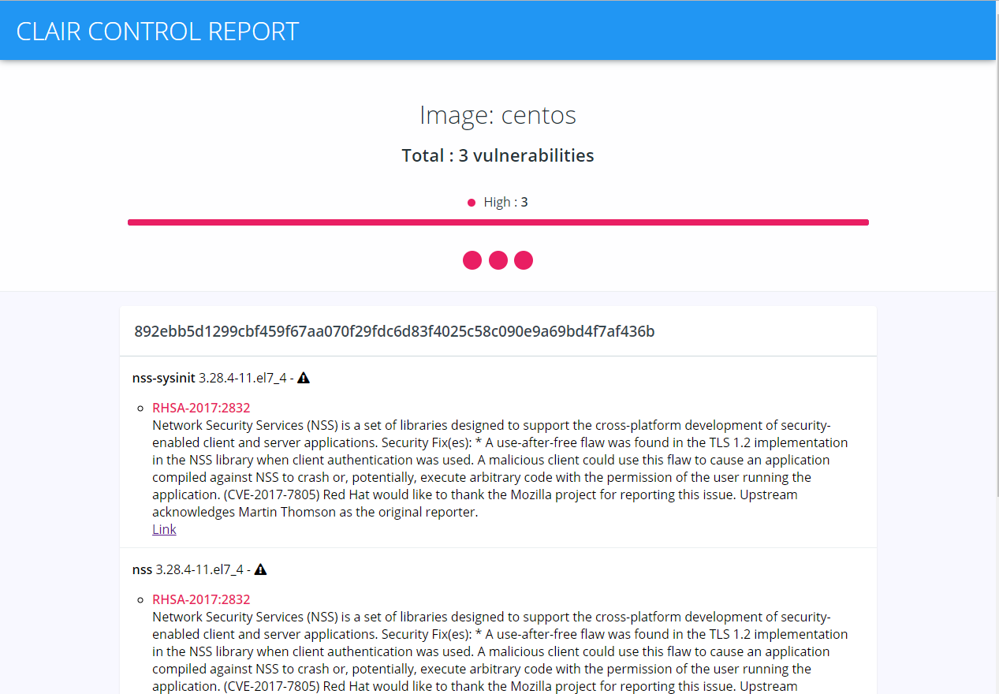 CLAIR CONTROL REPORT
Image: centos
Total : 3 vulnerabilities
High : 3
892ebb5d1299cbf459f67aa070f29fdc6d83f4025c58c090e9a69bd4f7af436b
nss-sysinit 3.28.4-11.el7_4 -
RHSA-2017:2832
Network Security Services (NSS) is a set of libraries designed to support the cross-platform development of security-
enabled client and server applications. Security Fix(es): * A use-after-free flaw was found in the TLS 1.2 implementation
in the NSS library when client authentication was used. A malicious client could use this flaw to cause an application
compiled against NSS to crash or, potentially, execute arbitrary code with the permission of the user running the
application. (CVE-2017-7805) Red Hat would like to thank the Mozilla project for reporting this issue. Upstream
acknowledges Martin Thomson as the original reporter.
Link
nss 3.28.4-11.el7_4 -
RHSA-2017:2832
Network Security Services (NSS) is a set of libraries designed to support the cross-platform development of security-
enabled client and server applications. Security Fix(es): * A use-after-free flaw was found in the TLS 1.2 implementation
in the NSS library when client authentication was used. A malicious client could use this flaw to cause an application
compiled against NSS to crash or, potentially, execute arbitrary code with the permission of the user running the
application. (CVE-2017-7805) Red Hat would like to thank the Mozilla project for reporting this issue. Upstream